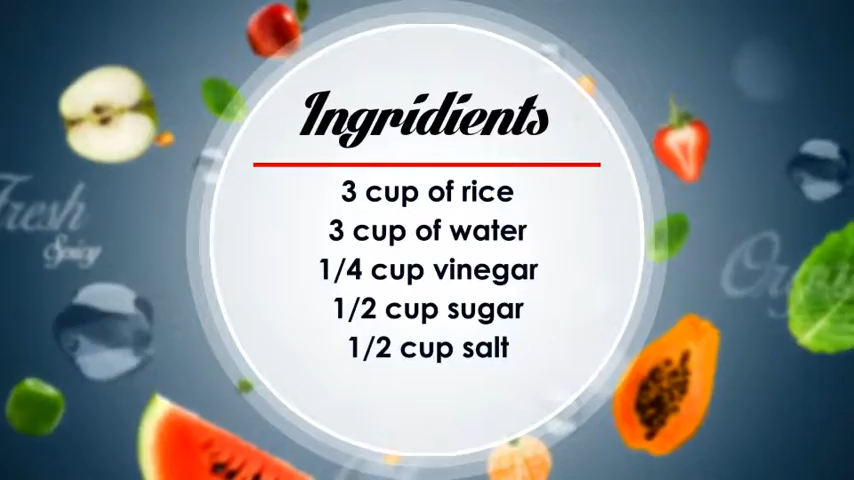 Ingridients
3 cup of rice
3 cup of water
1/4 cup vinegar
1/2 cup sugar
1/2 cup salt
Fresh
Spicy